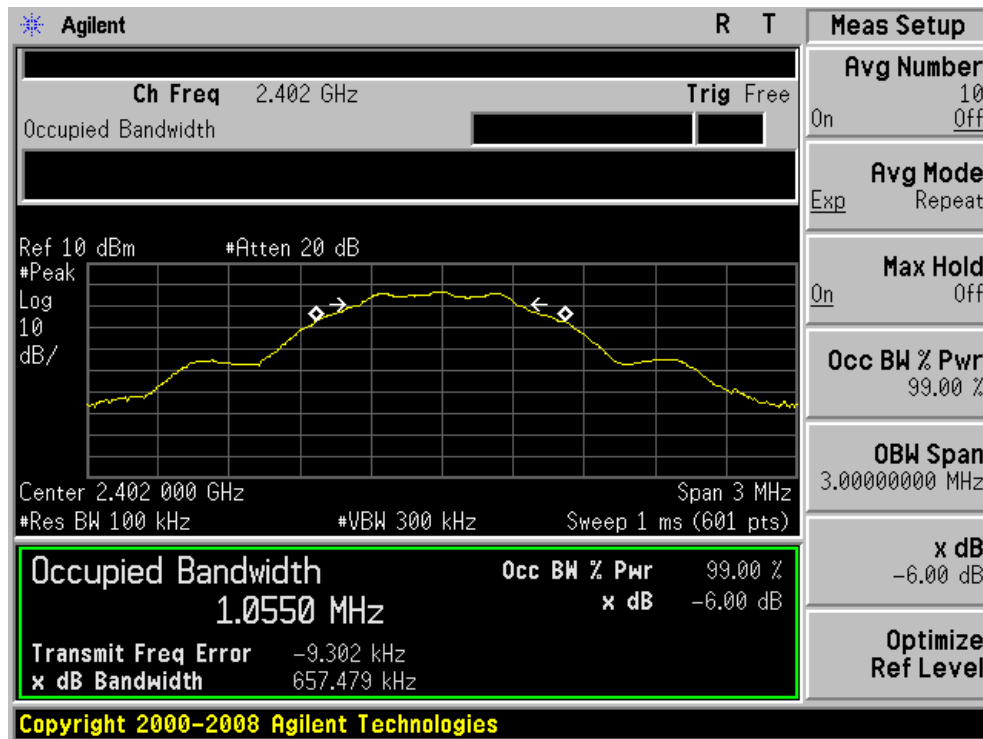 Agilent R T
Ch Freq 2.402 GHz Trig Free
Occupied Bandwidth
Ref 10 dBm #Atten 20 dB
#Peak
Log
10
dB/
Center 2.402 000 GHz Span 3 MHz
#Res BW 100 kHz #VBW 300 kHz Sweep 1 ms (601 pts)
Occupied Bandwidth Occ BW % Pwr 99.00 %
1.0550 MHz x dB -6.00 dB
Transmit Freq Error -9.302 kHz
x dB Bandwidth 657.479 kHz
Copyright 2000-2008 Agilent Technologies
Meas Setup
Avg Number
10
On Off
Avg Mode
Exp Repeat
Max Hold
On Off
Occ BW % Pwr
99.00 %
OBW Span
3.00000000 MHz
x dB
-6.00 dB
Optimize
Ref Level